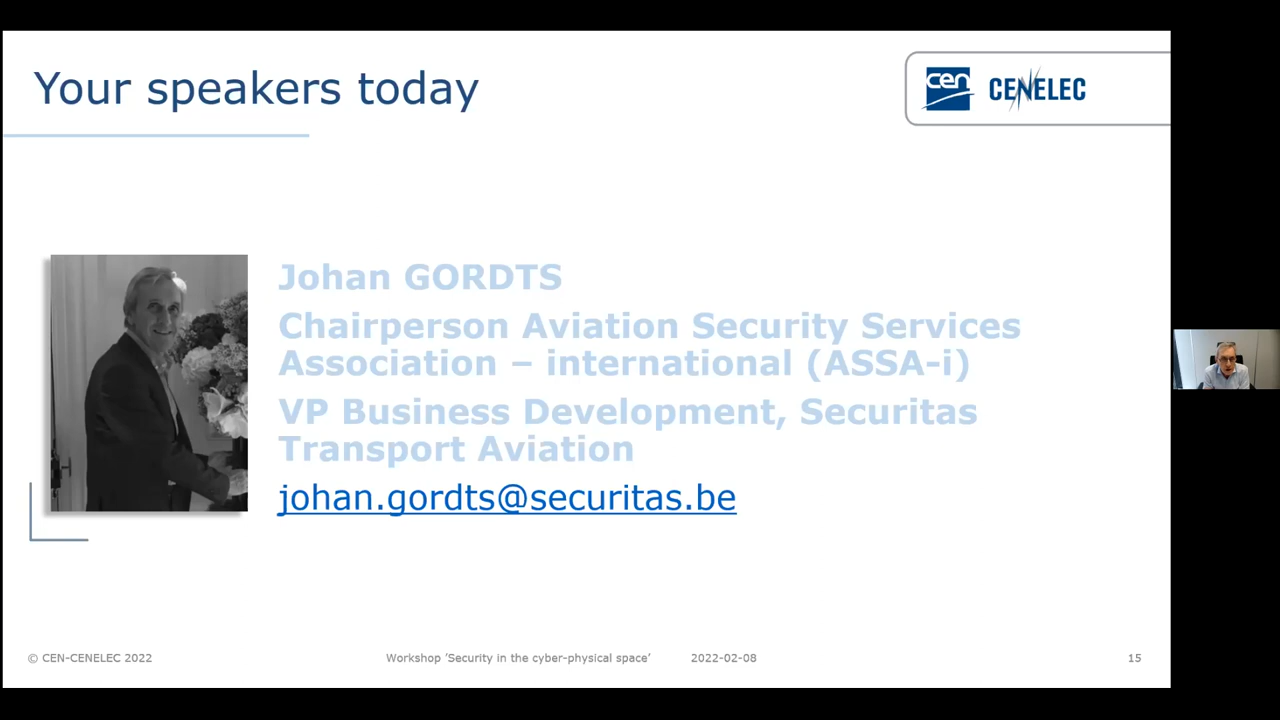 Your speakers today
cen
CENELEC
Johan GORDTS
Chairperson Aviation Security Services
Association – international (ASSA-i)
VP Business Development, Securitas
Transport Aviation
johan.gordts@securitas.be
© CEN-CENELEC 2022
Workshop ‘Security in the cyber-physical space’
2022-02-08
15